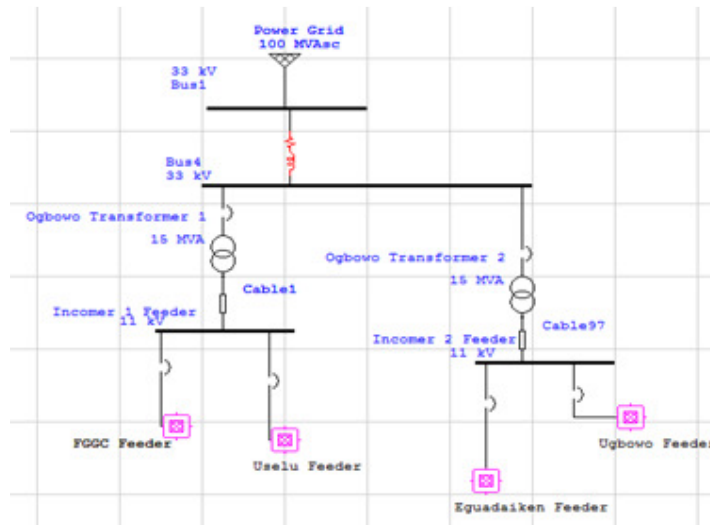 Power Grid
100 MVAsc
33 kV
Bus1
Bus4
33 kV
Ogbowo Transformer 1
15 MVA
Ogbowo Transformer 2
15 MVA
Cable1
Incomer 1 Feeder
11 kV
Cable97
Incomer 2 Feeder
11 kV
FGGC Feeder
Uselu Feeder
Ugbowo Feeder
Eguadaiken Feeder